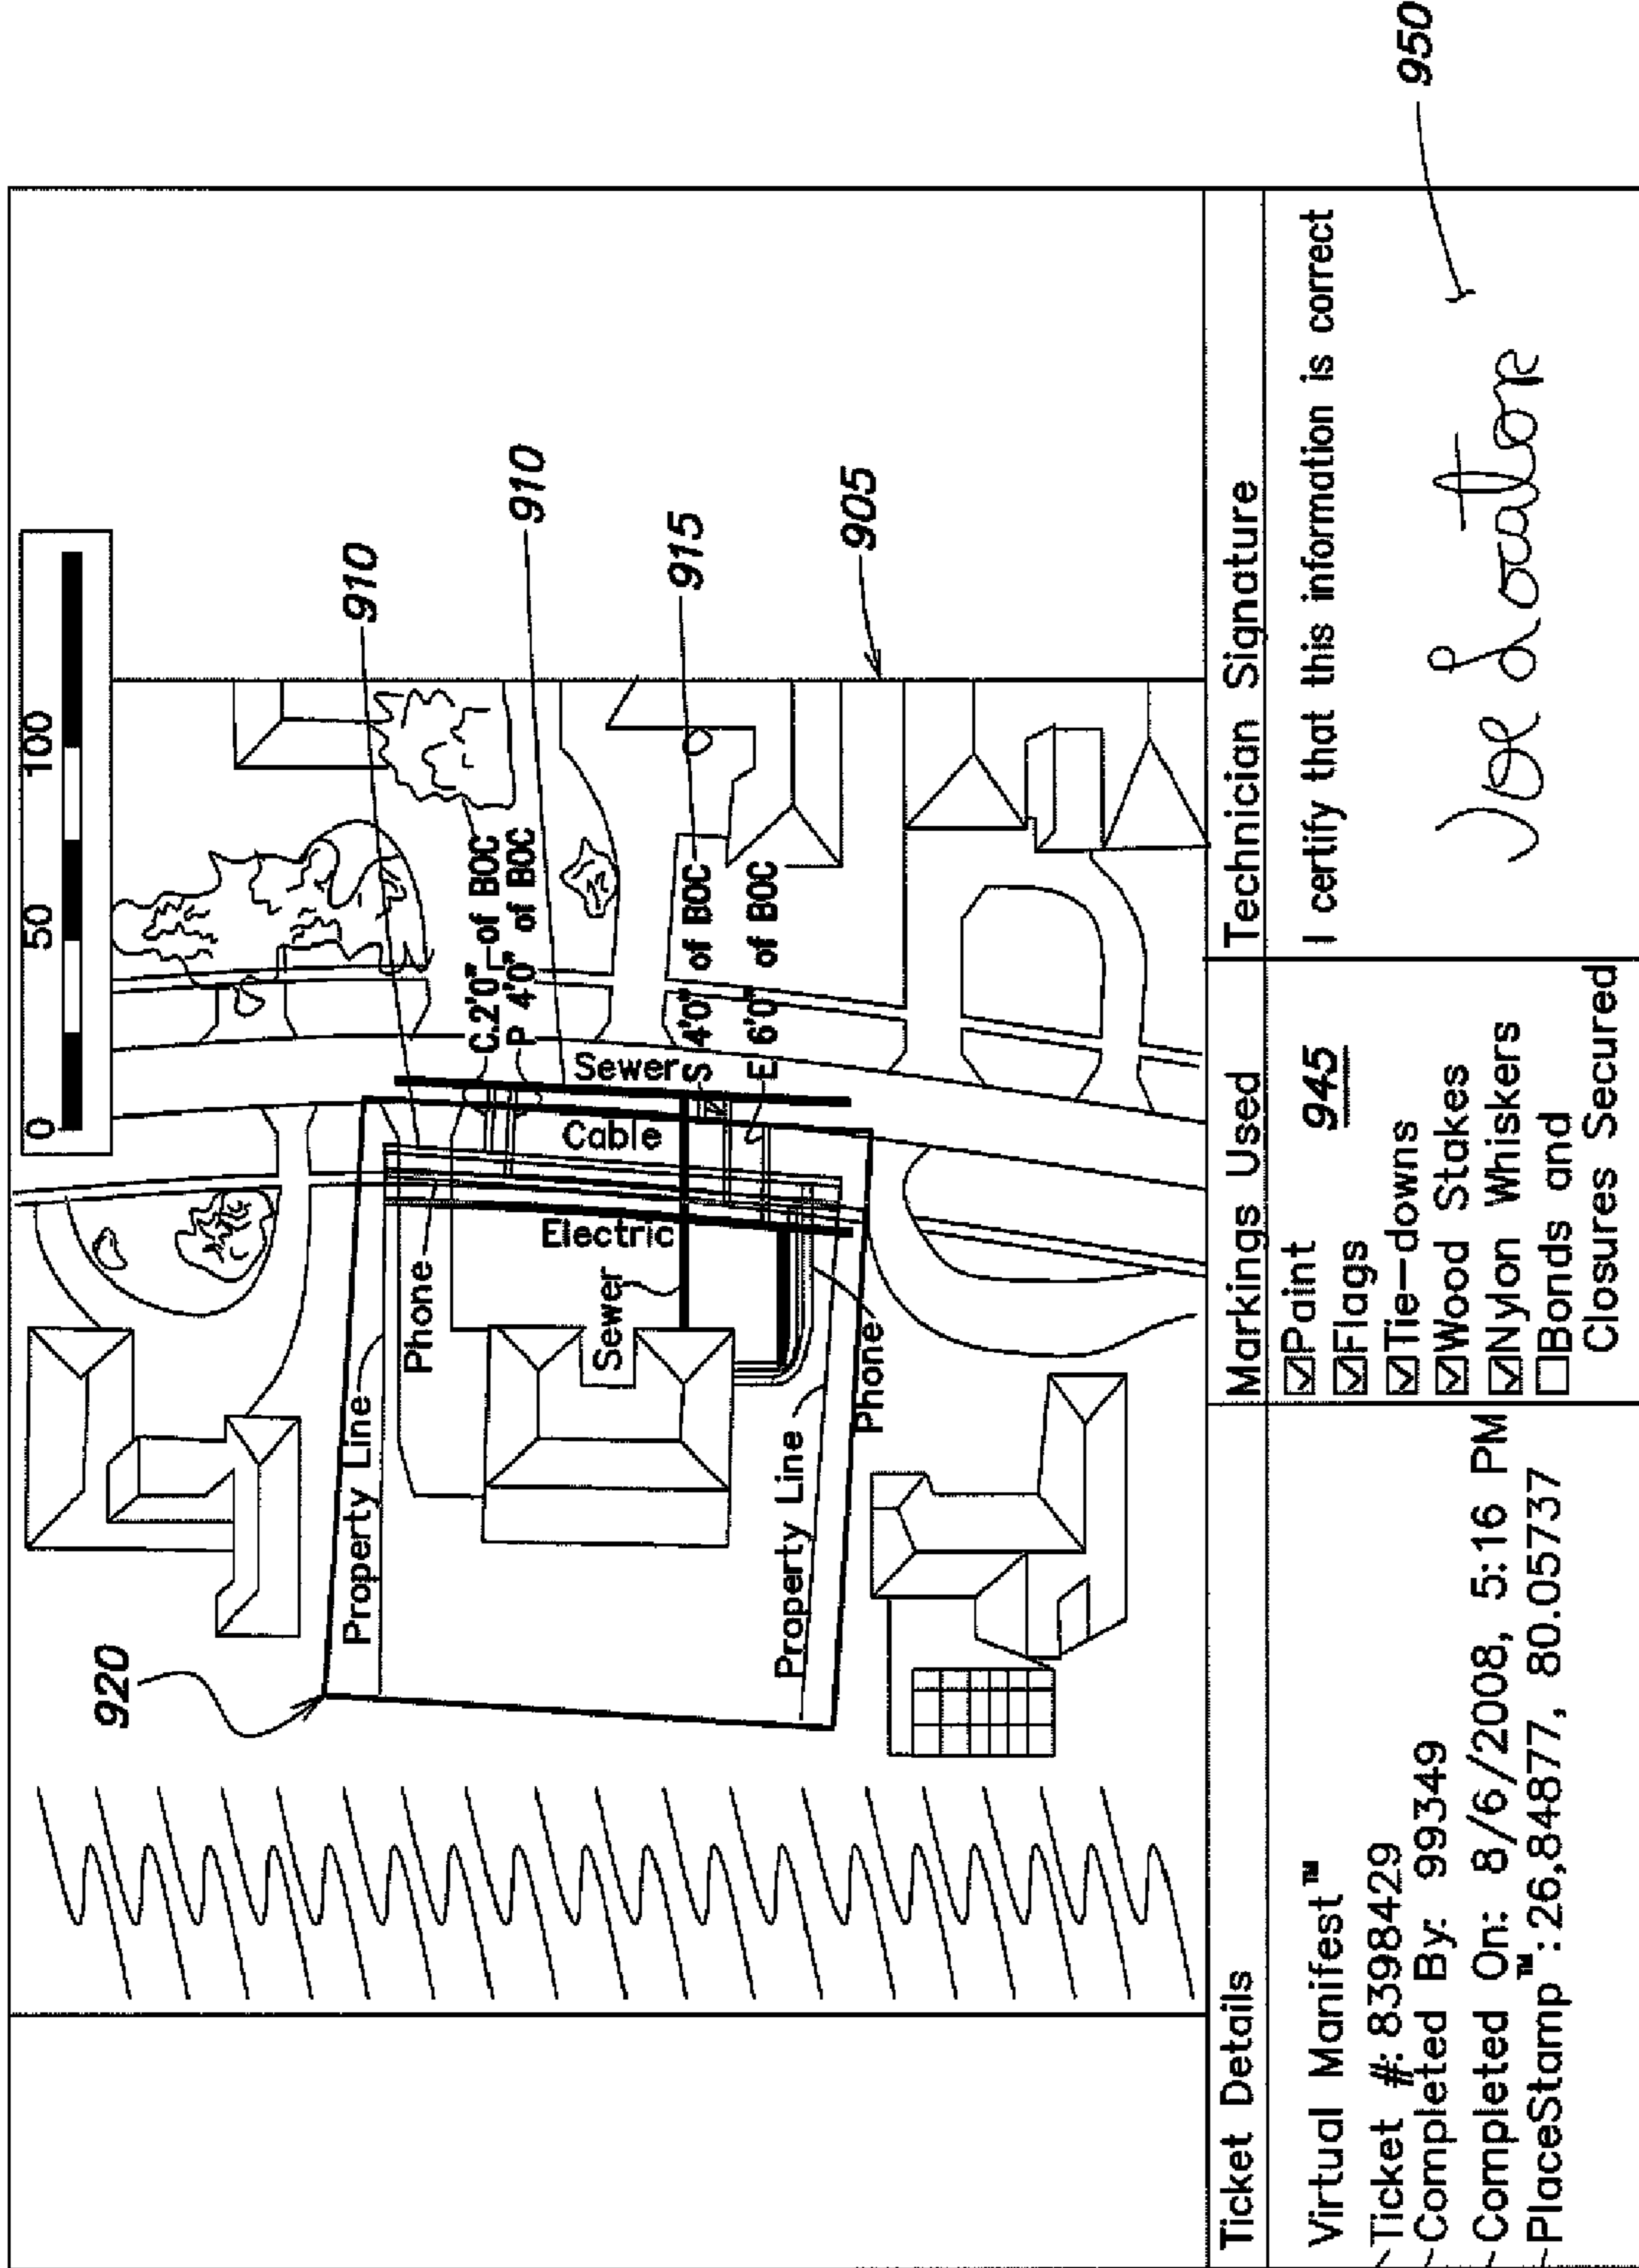 0 50 100
910
910
915
905
920
Property Line
Phone
C.2'0" of BOC
P 4'0" of BOC
Sewer
Cable
S 4'0" of BOC
E 6'0" of BOC
Electric
Sewer
Property Line
Phone
Ticket Details
Virtual Manifest™
Ticket #: 8398429
Completed By: 99349
Completed On: 8/6/2008, 5:16 PM
PlaceStamp™: 26,84877, 80.05737
Markings Used
945
☑Paint
☑Flags
☑Tie-downs
☑Wood Stakes
☑Nylon Whiskers
☐Bonds and
Closures Secured
Technician Signature
I certify that this information is correct
Joe Locator
950